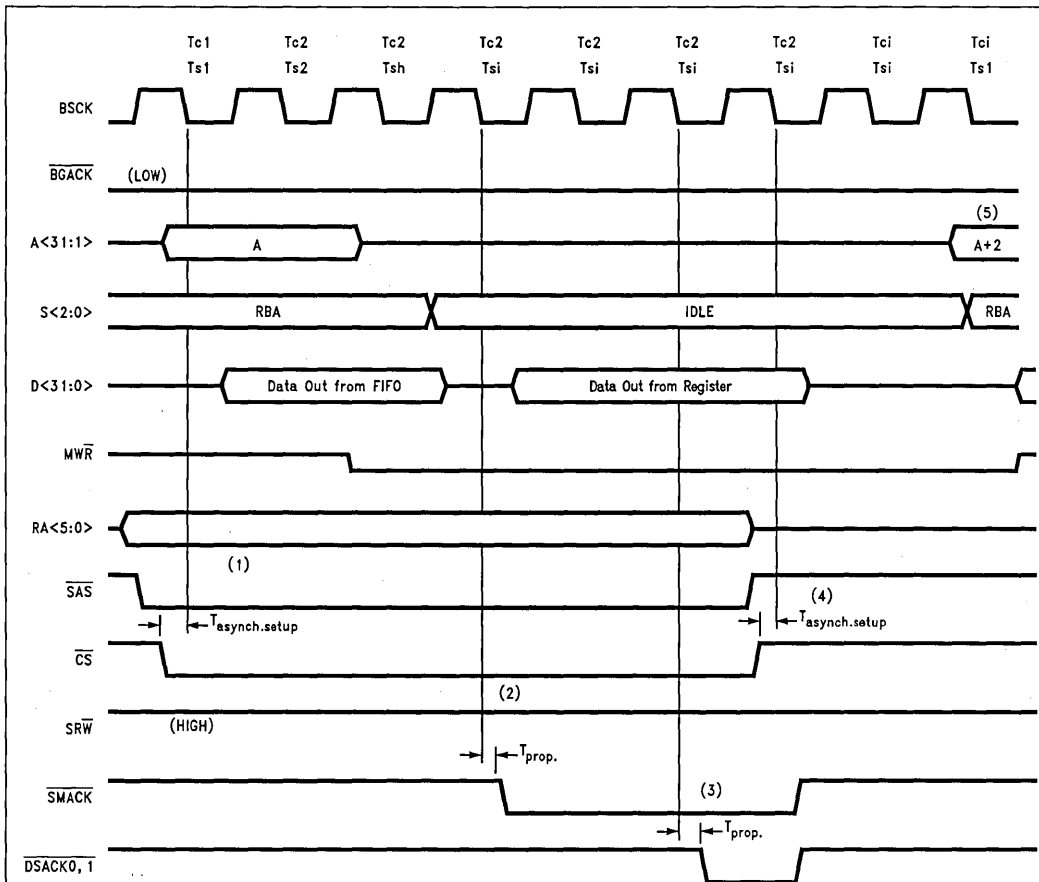 Tc1 Tc2 Tc2 Tc2 Tc2 Tc2 Tc2 Tci Tci
Ts1 Ts2 Tsh Tsi Tsi Tsi Tsi Tsi Ts1
BSCK
BGACK (LOW)
(5)
A<31:1> A A+2
S<2:0> RBA IDLE RBA
D<31:0> Data Out from FIFO Data Out from Register
MWR
RA<5:0>
(1)
SAS (4)
Tasynch.setup Tasynch.setup
CS
(2)
SRW (HIGH)
Tprop.
SMACK (3)
Tprop.
DSACK0, 1